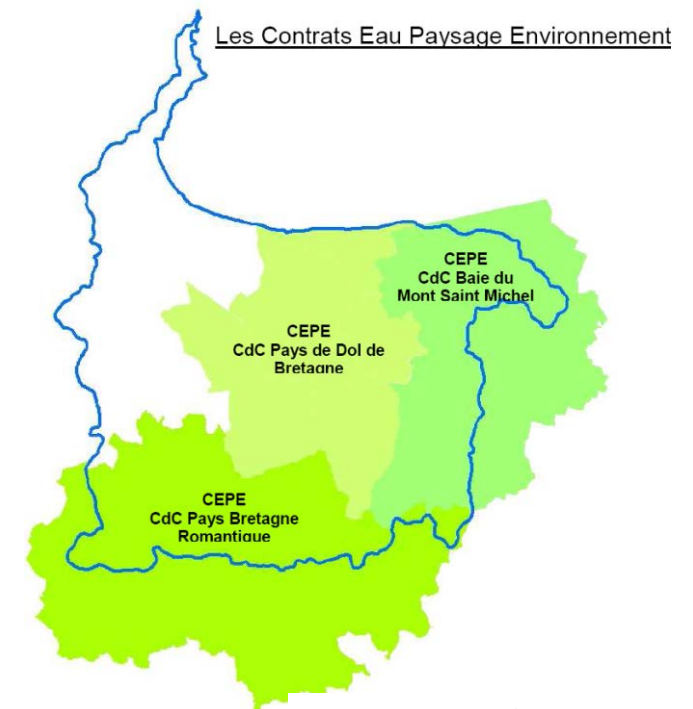 Les Contrats Eau Paysage Environnement
CEPE
CdC Baie du
Mont Saint Michel
CEPE
CdC Pays de Dol de
Bretagne
CEPE
CdC Pays Bretagne
Romantique